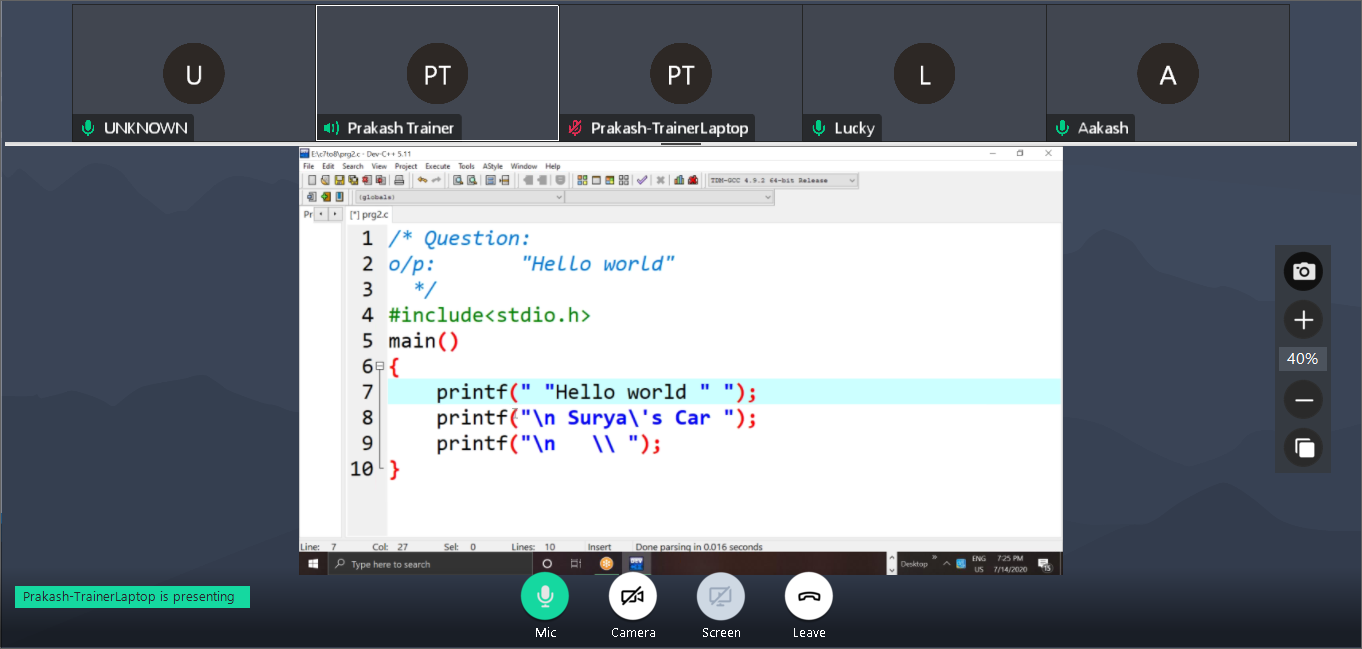 U
PT
PT
L
A
UNKNOWN
Prakash Trainer
Prakash-TrainerLaptop
Lucky
Aakash
E:\c7to8\prg2.c - Dev-C++ 5.11
File Edit Search View Project Execute Tools AStyle Window Help
TDM-GCC 4.9.2 64-bit Release
(globals)
Pr
[*] prg2.c
1 /* Question:
2 o/p:        "Hello world"
3   */
4 #include<stdio.h>
5 main()
6 {
7     printf(" "Hello world " ");
8     printf("\n Surya\'s Car ");
9     printf("\n   \\ ");
10 }
Line: 7 Col: 27 Sel: 0 Lines: 10 Insert Done parsing in 0.016 seconds
Type here to search
Desktop
ENG
US
7:25 PM
7/14/2020
15
40%
Prakash-TrainerLaptop is presenting
Mic
Camera
Screen
Leave